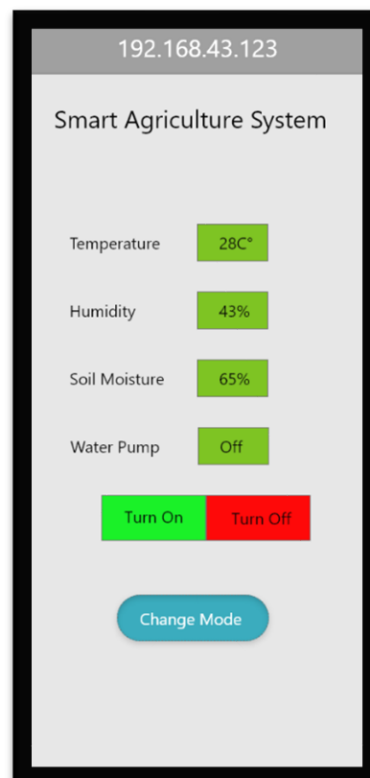 192.168.43.123
Smart Agriculture System
Temperature 28C°
Humidity 43%
Soil Moisture 65%
Water Pump Off
Turn On Turn Off
Change Mode